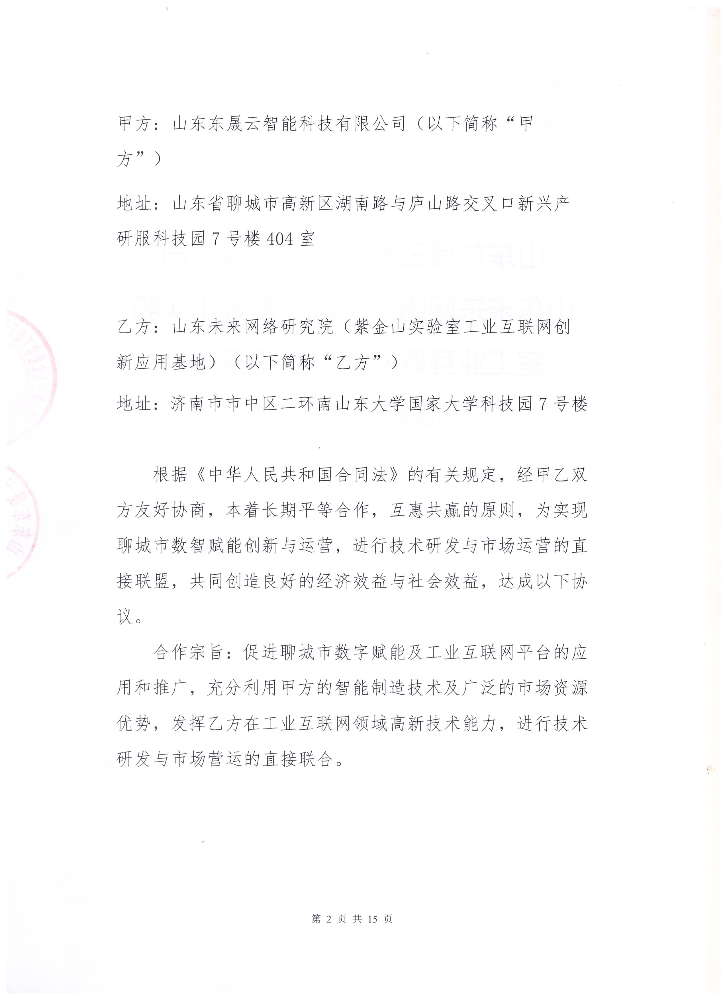 甲方：山东东晟云智能科技有限公司（以下简称“甲
方”）
地址：山东省聊城市高新区湖南路与庐山路交叉口新兴产
研服科技园 7 号楼 404 室
乙方：山东未来网络研究院（紫金山实验室工业互联网创
新应用基地）（以下简称“乙方”）
地址：济南市市中区二环南山东大学国家大学科技园 7 号楼
根据《中华人民共和国合同法》的有关规定，经甲乙双
方友好协商，本着长期平等合作，互惠共赢的原则，为实现
聊城市数智赋能创新与运营，进行技术研发与市场运营的直
接联盟，共同创造良好的经济效益与社会效益，达成以下协
议。
合作宗旨：促进聊城市数字赋能及工业互联网平台的应
用和推广，充分利用甲方的智能制造技术及广泛的市场资源
优势，发挥乙方在工业互联网领域高新技术能力，进行技术
研发与市场营运的直接联合。
第 2 页 共 15 页